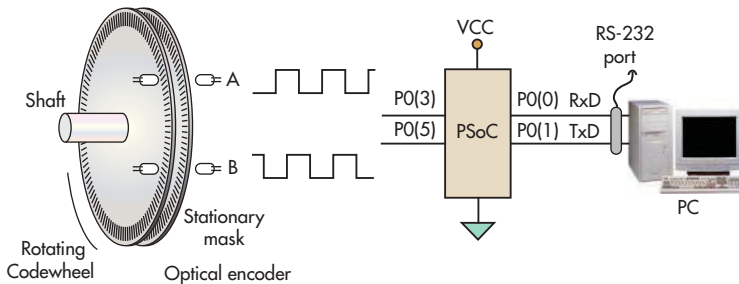 Shaft
Rotating
Codewheel
A
B
Stationary
mask
Optical encoder
VCC
P0(3)
P0(5)
PSoC
P0(0) RxD
P0(1) TxD
RS-232
port
PC